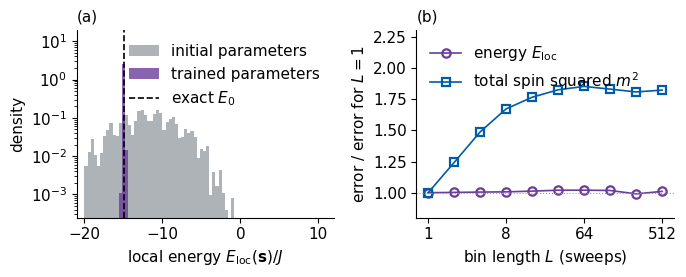 (a)
initial parameters
trained parameters
exact E₀
10¹
10⁰
10⁻¹
10⁻²
10⁻³
density
−20
−10
0
10
local energy E_loc(s)/J
(b)
energy E_loc
total spin squared m²
2.25
2.00
1.75
1.50
1.25
1.00
error / error for L = 1
1
8
64
512
bin length L (sweeps)